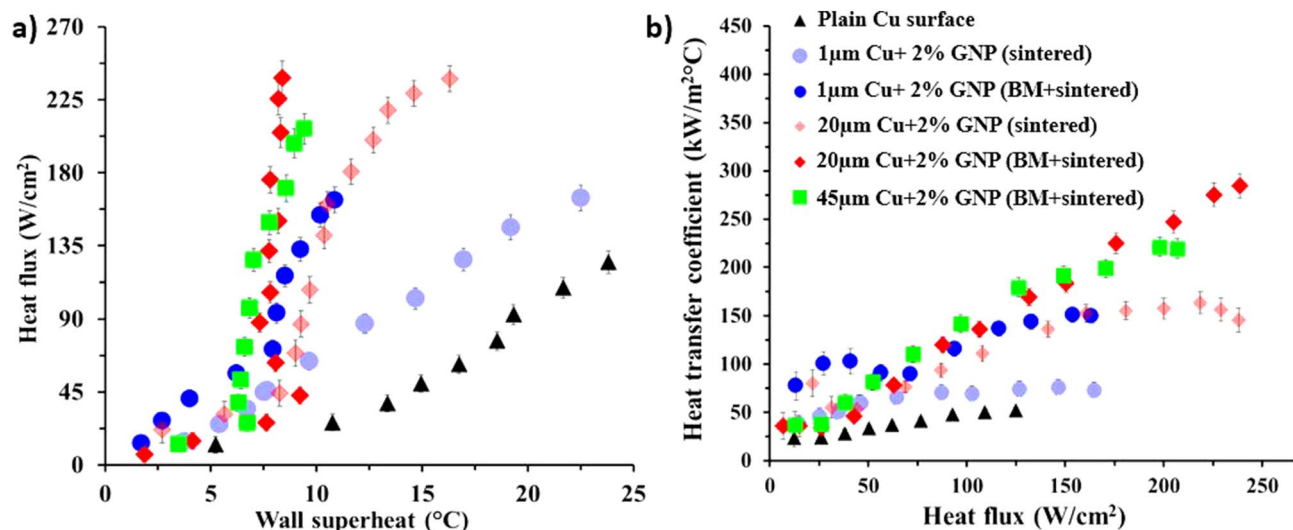 a)
270
225
180
135
90
45
0
Heat flux (W/cm²)
0 5 10 15 20 25
Wall superheat (°C)
b)
450
400
350
300
250
200
150
100
50
0
Heat transfer coefficient (kW/m²°C)
Plain Cu surface
1µm Cu+ 2% GNP (sintered)
1µm Cu+ 2% GNP (BM+sintered)
20µm Cu+2% GNP (sintered)
20µm Cu+2% GNP (BM+sintered)
45µm Cu+2% GNP (BM+sintered)
0 50 100 150 200 250
Heat flux (W/cm²)